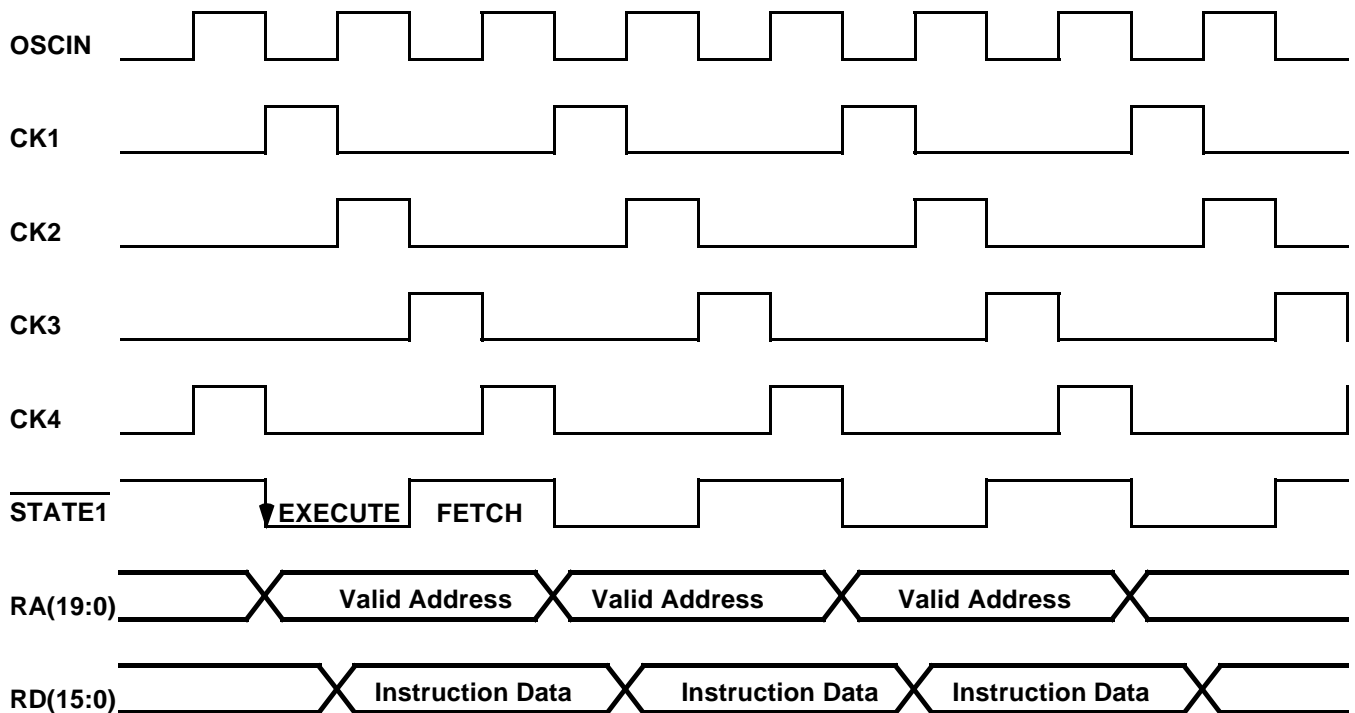 OSCIN
CK1
CK2
CK3
CK4
STATE1 EXECUTE FETCH
RA(19:0) Valid Address Valid Address Valid Address
RD(15:0) Instruction Data Instruction Data Instruction Data